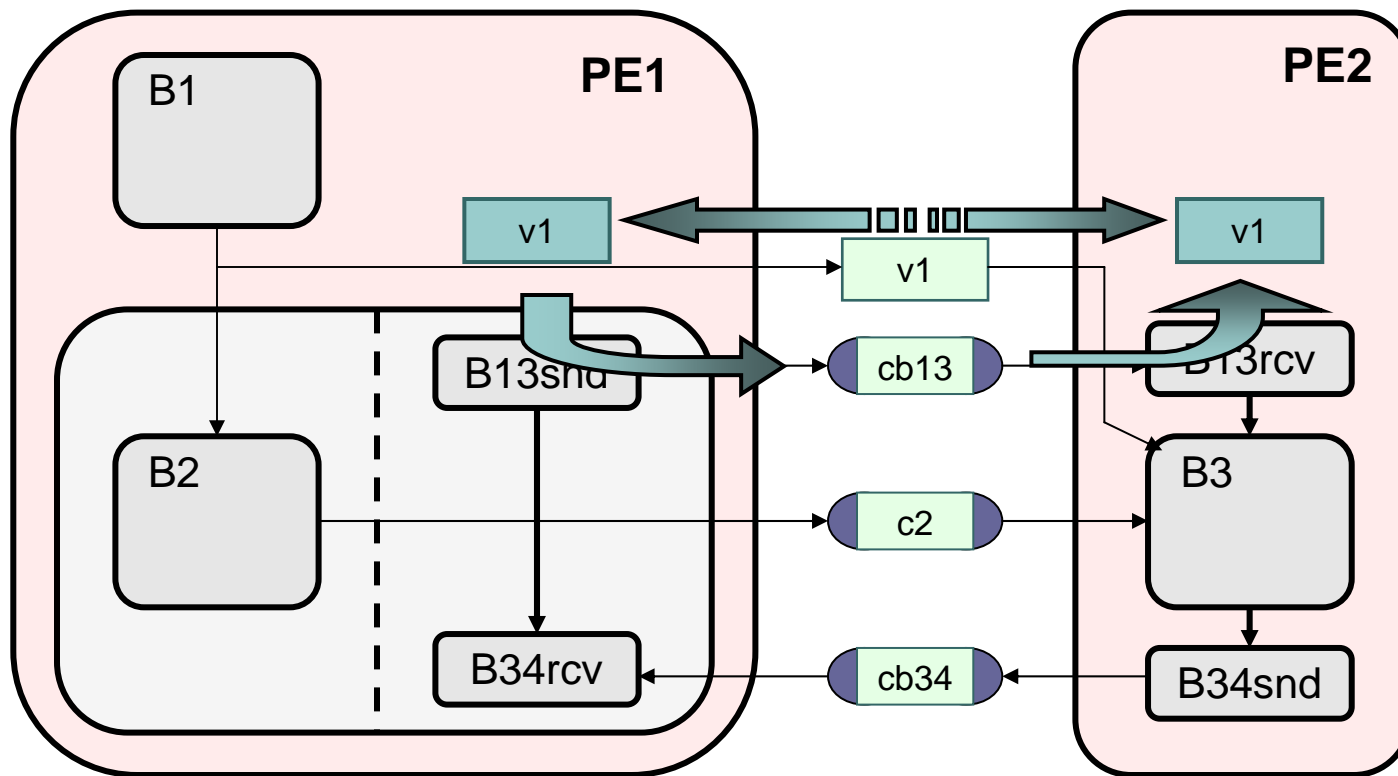 PE1
PE2
B1
v1
v1
v1
B13snd
cb13
B13rcv
B2
c2
B3
B34rcv
cb34
B34snd